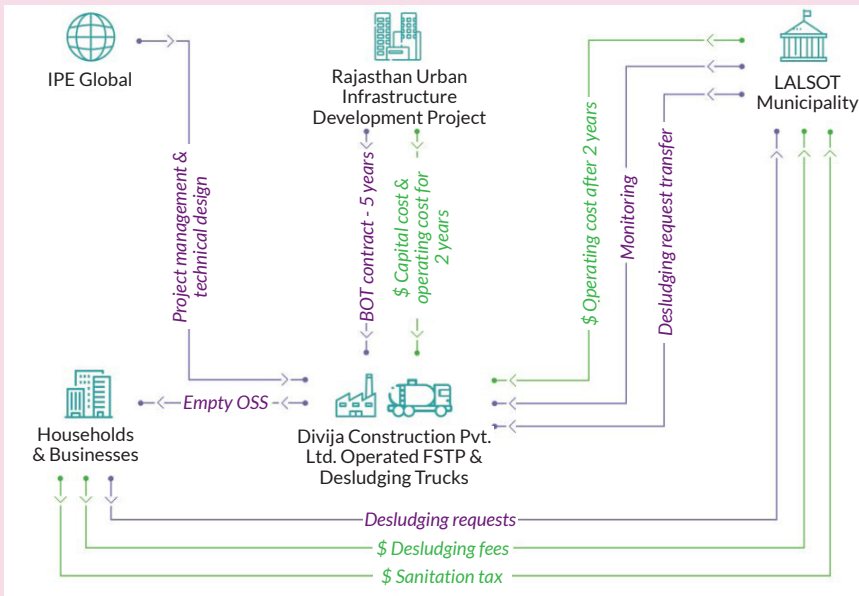 IPE Global
Rajasthan Urban
Infrastructure
Development Project
LALSOT
Municipality
Project management &
technical design
BOT contract - 5 years
$ Capital cost &
operating cost for
2 years
$ Operating cost after 2 years
Monitoring
Desludging request transfer
Empty OSS
Households
& Businesses
Divija Construction Pvt.
Ltd. Operated FSTP &
Desludging Trucks
Desludging requests
$ Desludging fees
$ Sanitation tax